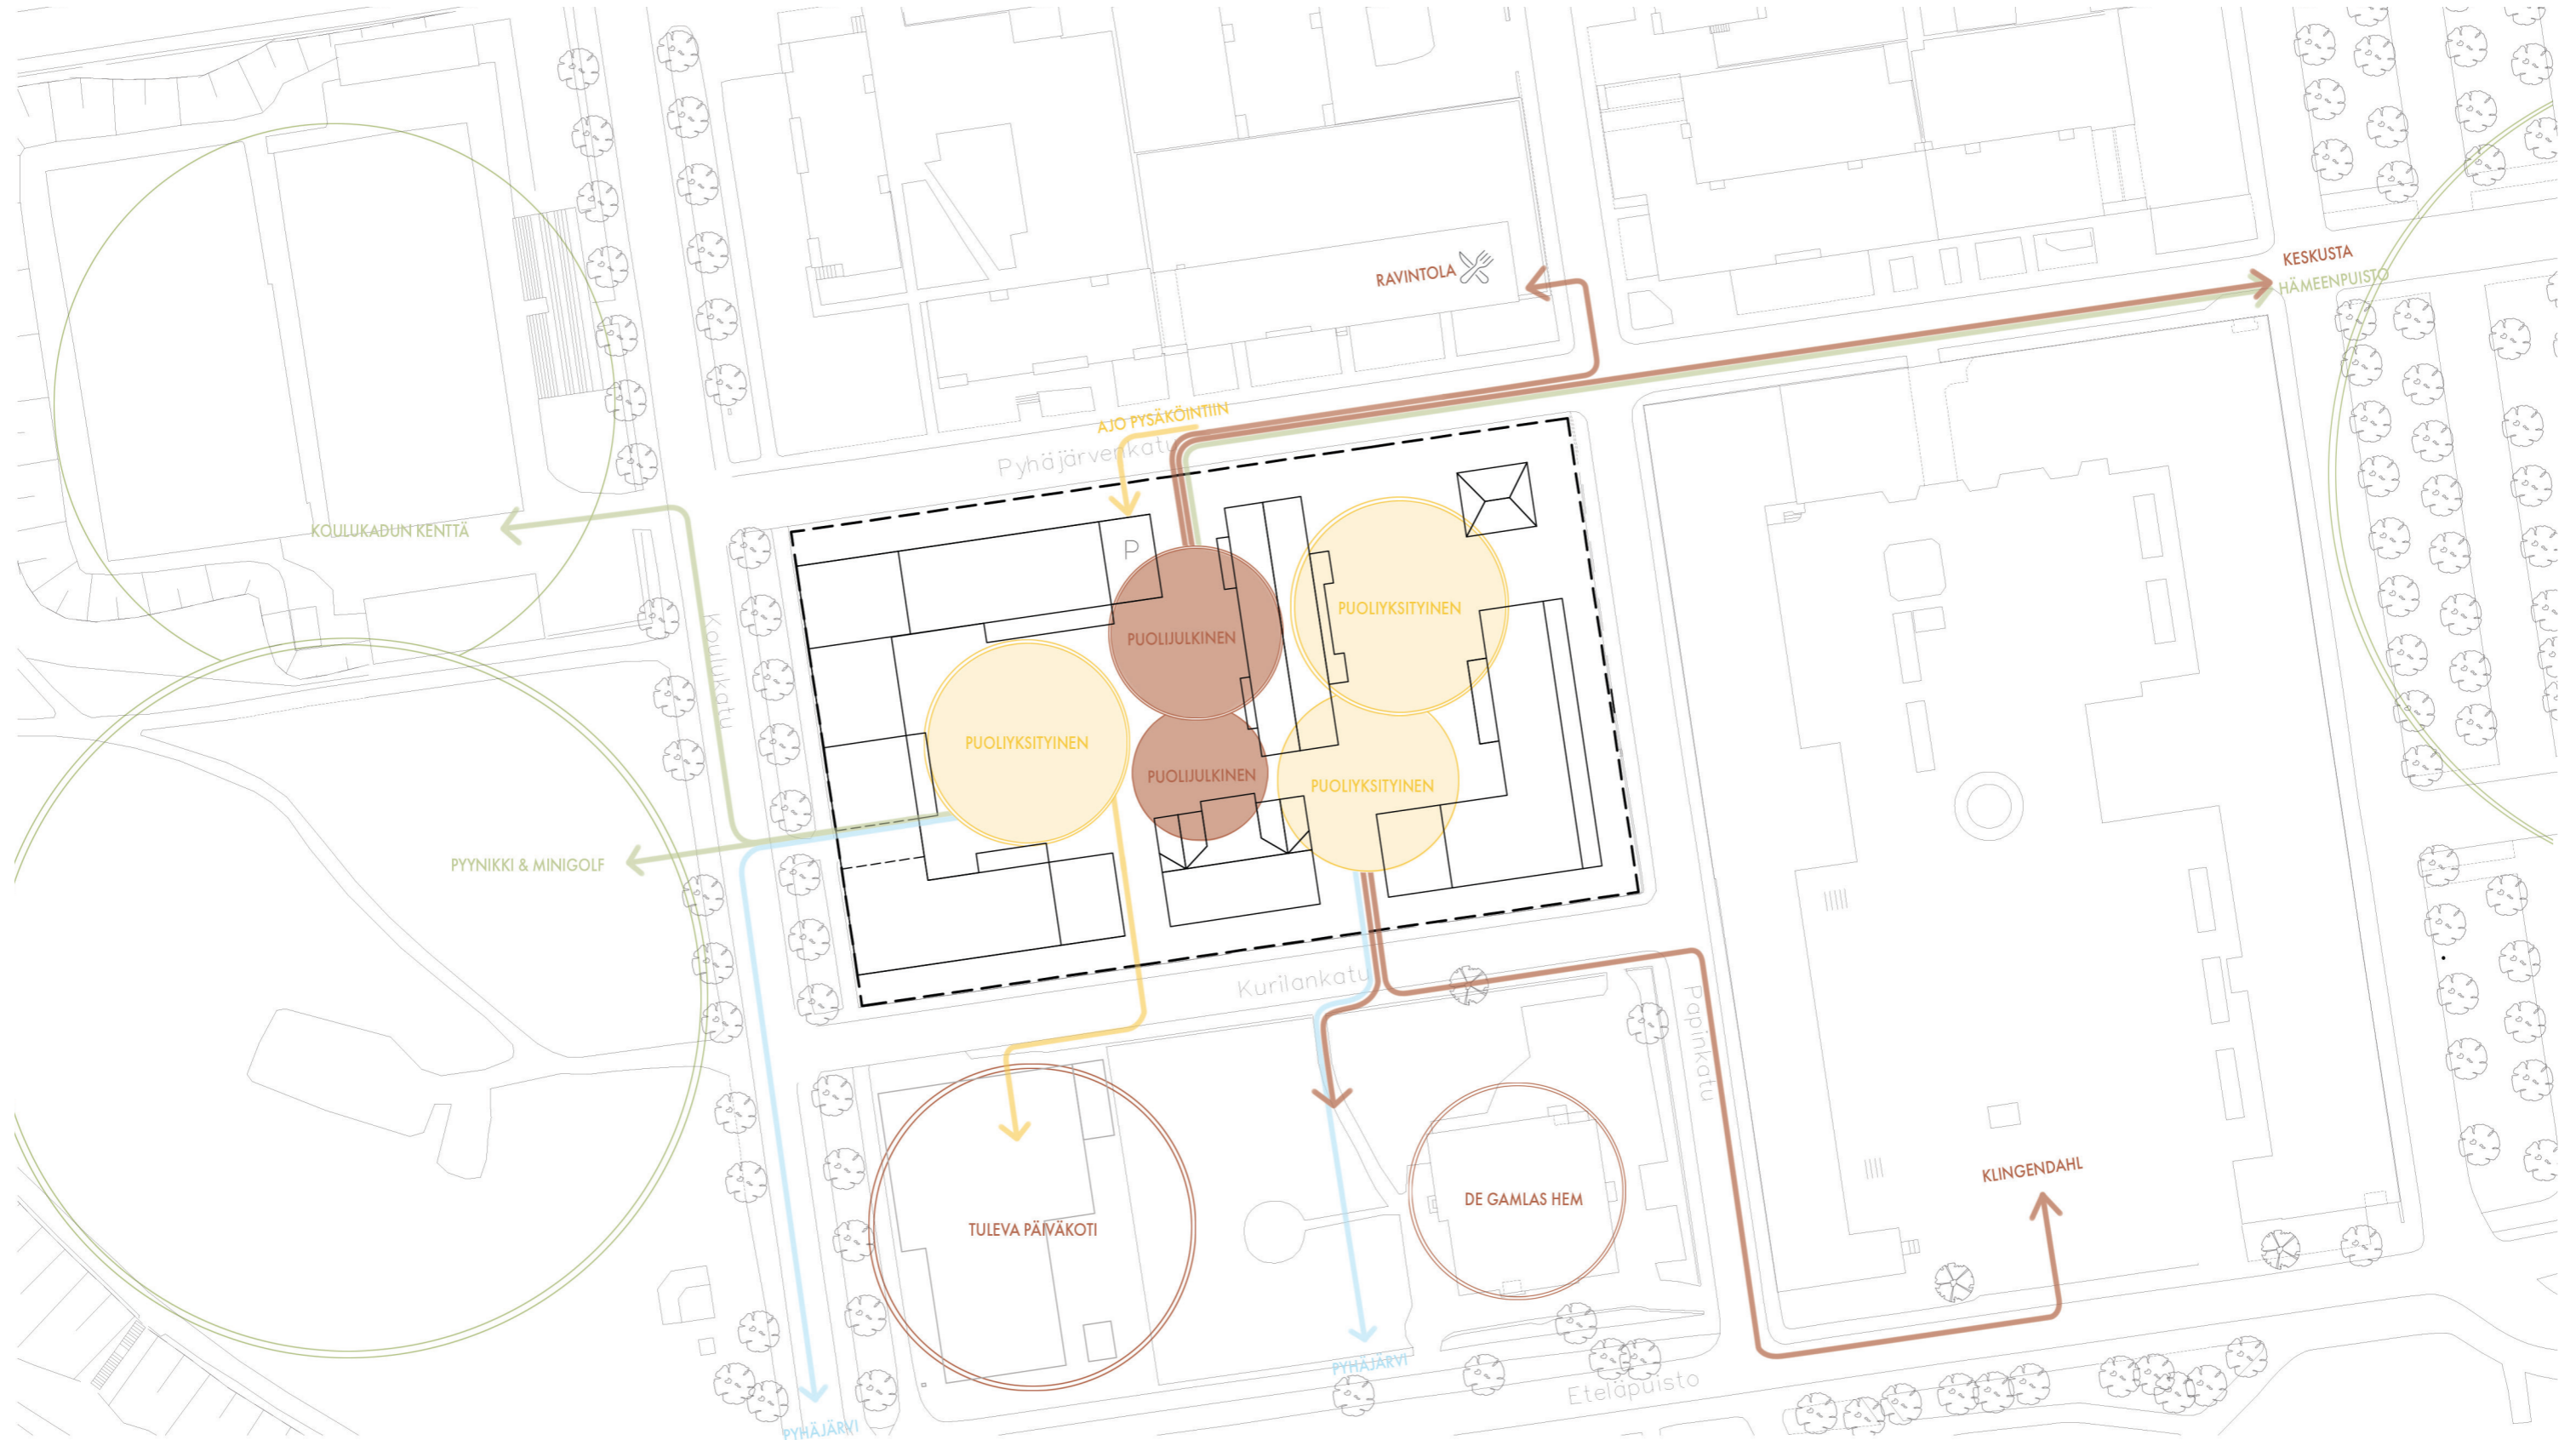 KESKUSTA
RAVINTOLA
HÄMEENPUISTO
AJO PYSÄKÖINTIIN
Pyhäjärvenkatu
KOULUKADUN KENTTÄ
P
PUOLIYKSITYINEN
PUOLIJULKINEN
Koulukatu
PUOLIYKSITYINEN
PUOLIJULKINEN
PUOLIYKSITYINEN
PYYNIKKI & MINIGOLF
Kurilankatu
Papinkatu
KLINGENDAHL
DE GAMLAS HEM
TULEVA PÄIVÄKOTI
PYHÄJÄRVI
Eteläpuisto
PYHÄJÄRVI